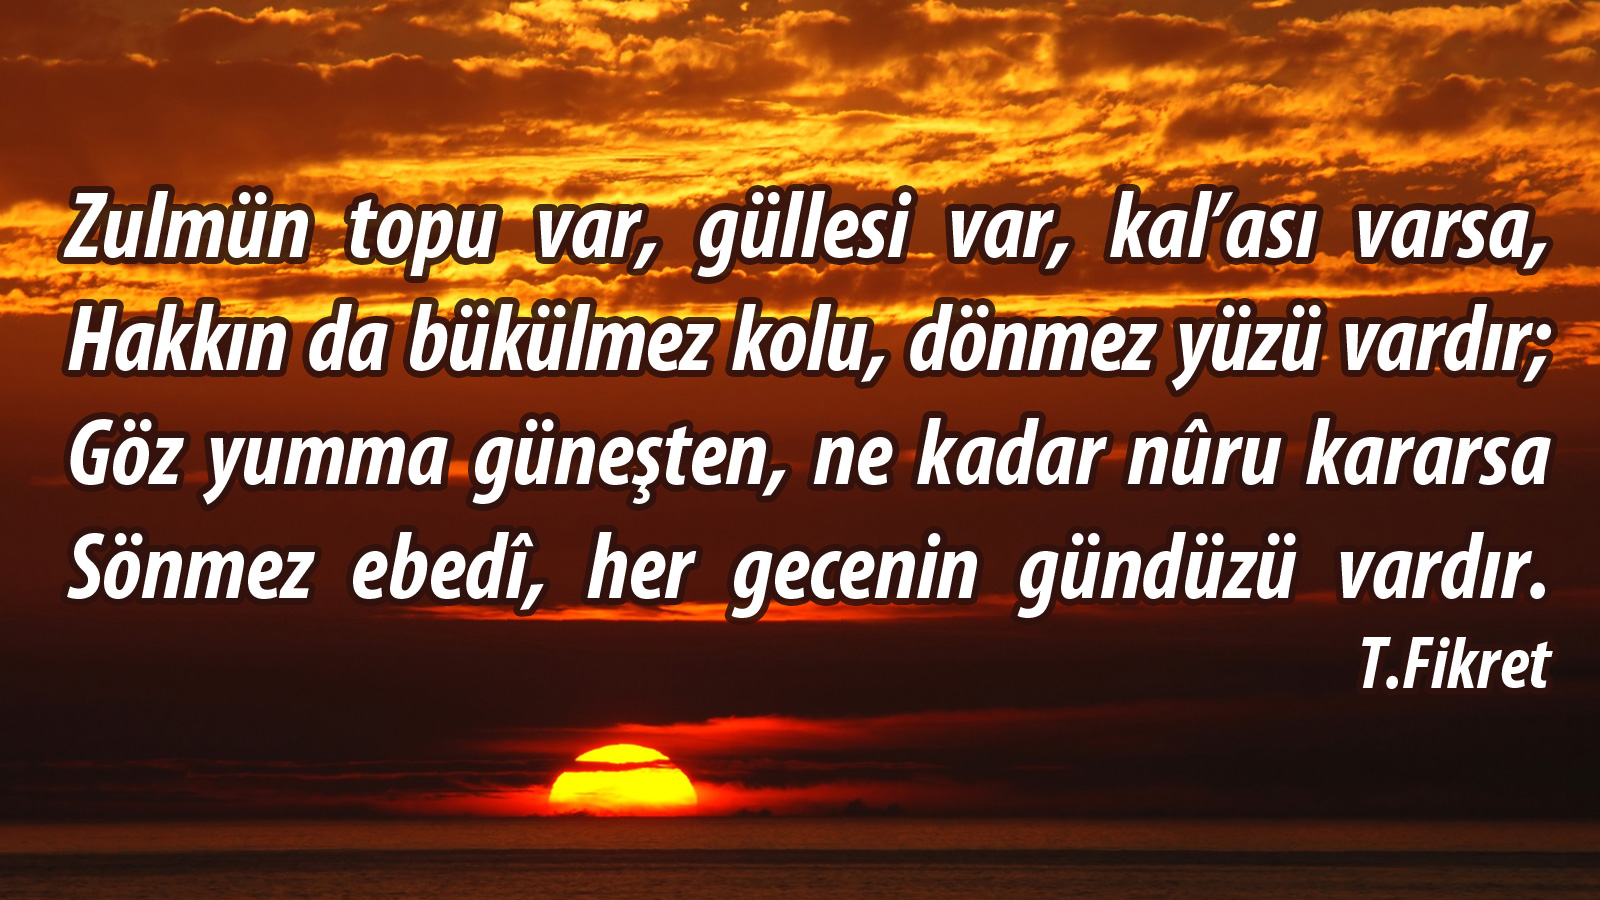 Zulmün topu var, güllesi var, kal’ası varsa,
Hakkın da bükülmez kolu, dönmez yüzü vardır;
Göz yumma güneşten, ne kadar nûru kararsa
Sönmez ebedî, her gecenin gündüzü vardır.
T.Fikret